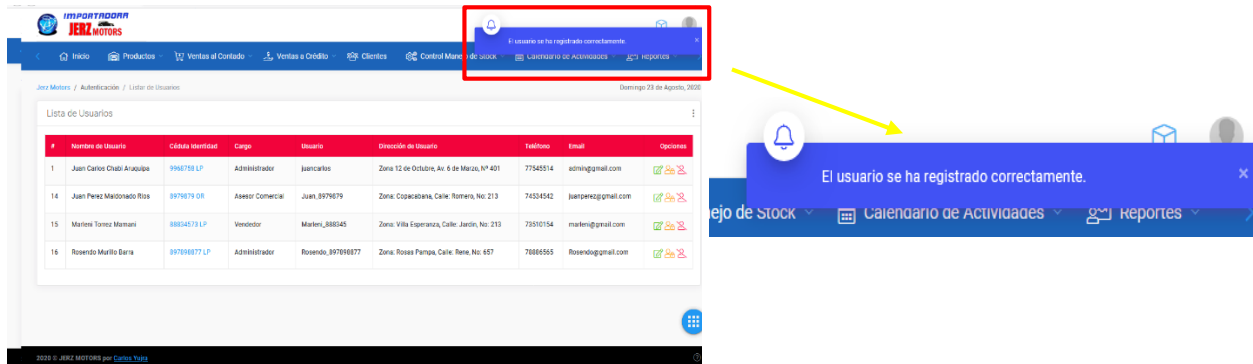 IMPORTADORA
JERZ MOTORS
El usuario se ha registrado correctamente. ×
Inicio Productos Ventas al Contado Ventas a Crédito Clientes Control Manejo de Stock Calendario de Actividades Reportes
Jerz Motors / Autenticación / Listar de Usuarios Domingo 23 de Agosto, 2020
Lista de Usuarios
# Nombre de Usuario Cédula Identidad Cargo Usuario Dirección de Usuario Teléfono Email Opciones
1 Juan Carlos Chabi Aruquipa 9968758 LP Administrador juancarlos Zona 12 de Octubre, Av. 6 de Marzo, Nº 401 77545514 admin@gmail.com
14 Juan Perez Maldonado Rios 8979879 OR Asesor Comercial Juan_8979879 Zona: Copacabana, Calle: Romero, No: 213 74534542 juanperez@gmail.com
15 Marleni Torrez Mamani 88834573 LP Vendedor Marleni_888345 Zona: Villa Esperanza, Calle: Jardin, No: 213 73510154 marleni@gmail.com
16 Rosendo Murillo Barra 897898877 LP Administrador Rosendo_897898877 Zona: Rosas Pampa, Calle: Rene, No: 657 78886565 Rosendo@gmail.com
2020 © JERZ MOTORS por Carlos Yujra
El usuario se ha registrado correctamente. ×
ejo de Stock Calendario de Actividades Reportes